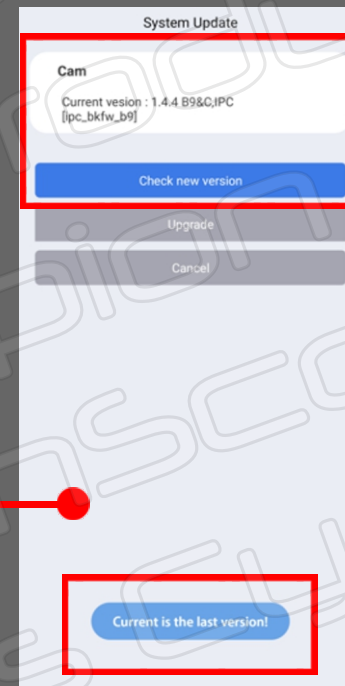 System Update
Cam
Current vesion : 1.4.4 B9&C,IPC
[ipc_bkfw_b9]
Check new version
Upgrade
Cancel
Current is the last version!